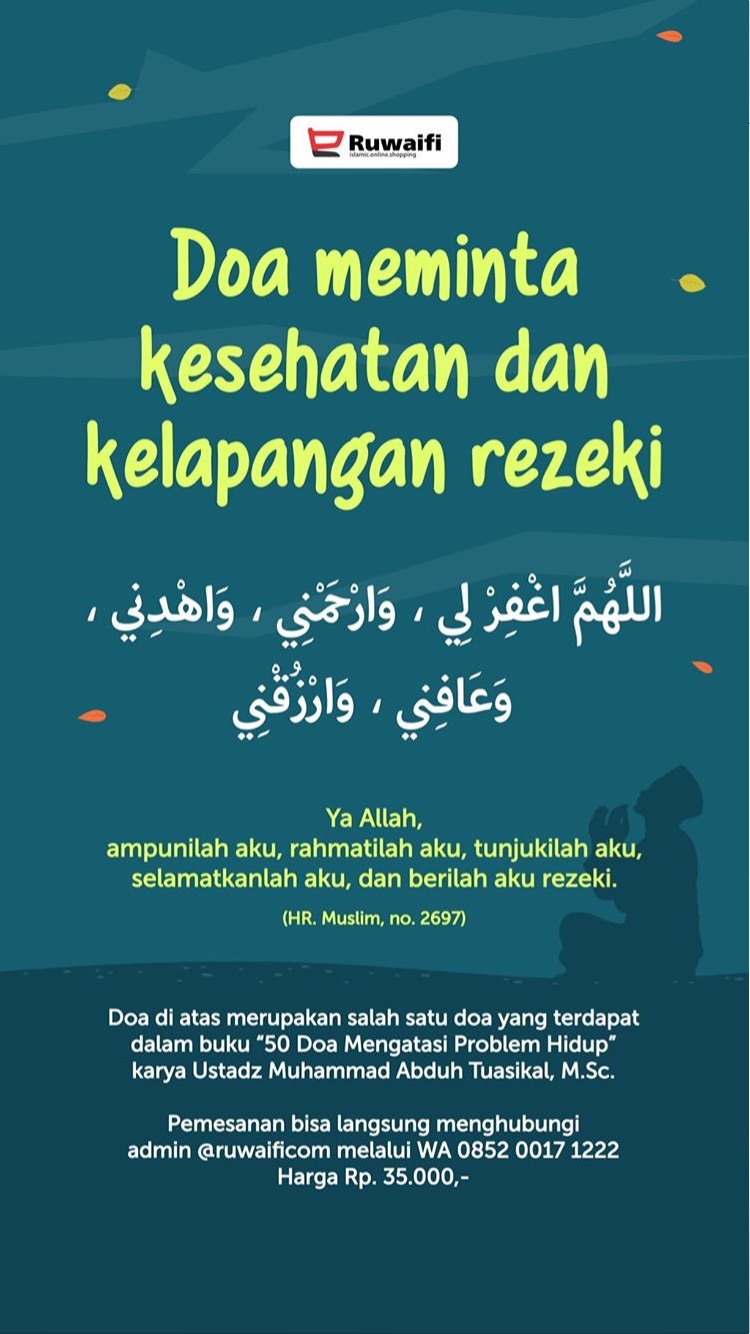 Ruwaifi
islamic.online.shopping
Doa meminta
kesehatan dan
kelapangan rezeki
اللَّهُمَّ اغْفِرْ لِي ، وَارْحَمْنِي ، وَاهْدِنِي ،
وَعَافِنِي ، وَارْزُقْنِي
Ya Allah,
ampunilah aku, rahmatilah aku, tunjukilah aku,
selamatkanlah aku, dan berilah aku rezeki.
(HR. Muslim, no. 2697)
Doa di atas merupakan salah satu doa yang terdapat
dalam buku “50 Doa Mengatasi Problem Hidup”
karya Ustadz Muhammad Abduh Tuasikal, M.Sc.
Pemesanan bisa langsung menghubungi
admin @ruwaificom melalui WA 0852 0017 1222
Harga Rp. 35.000,-